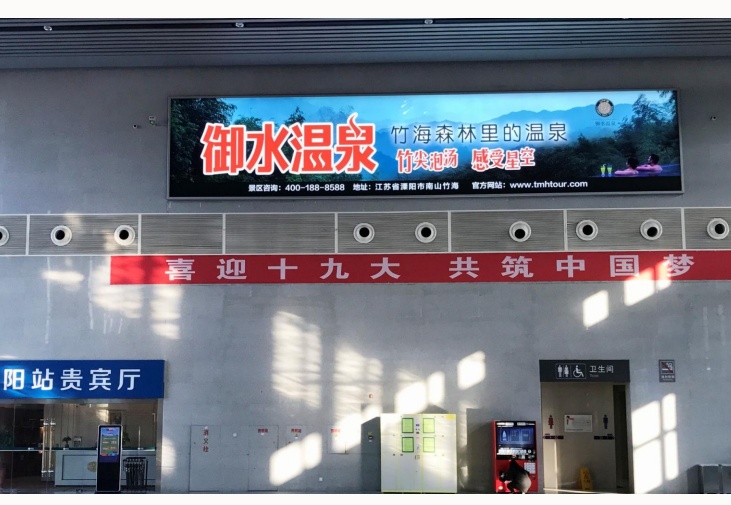 御水温泉
竹海森林里的温泉
竹尖泡汤 感受星空
景区咨询：400-188-8588 地址：江苏省溧阳市南山竹海 官方网站：www.tmhtour.com
喜迎十九大 共筑中国梦
阳站贵宾厅
卫生间
消火栓